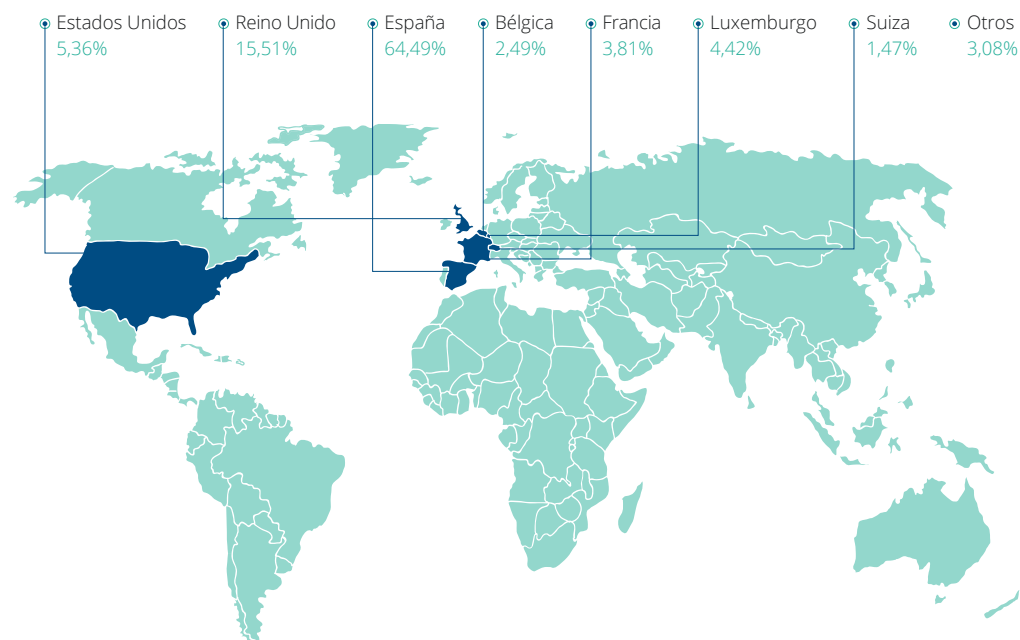 Estados Unidos
5,36%
Reino Unido
15,51%
España
64,49%
Bélgica
2,49%
Francia
3,81%
Luxemburgo
4,42%
Suiza
1,47%
Otros
3,08%